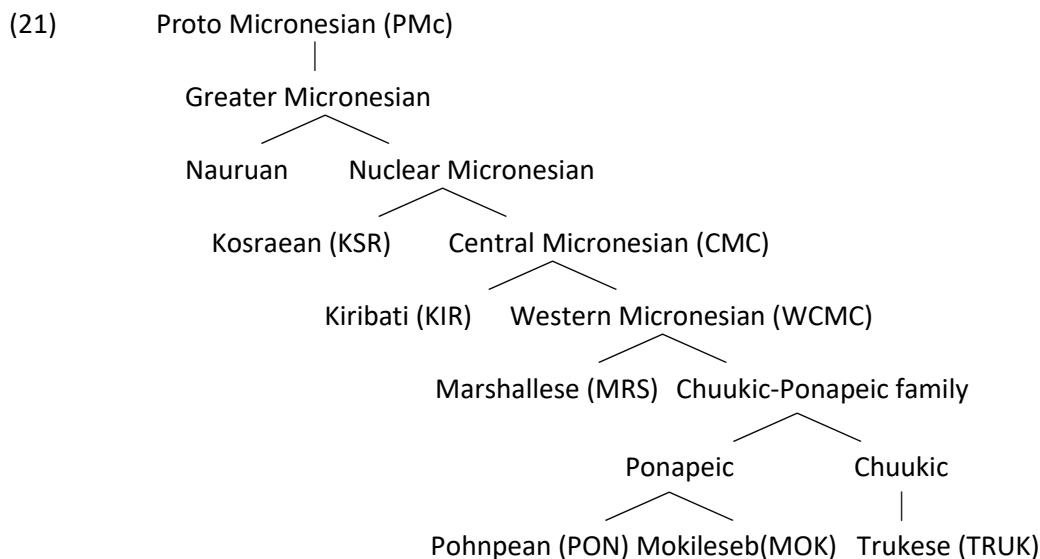 (21) Proto Micronesian (PMc)
Greater Micronesian
Nauruan Nuclear Micronesian
Kosraean (KSR) Central Micronesian (CMC)
Kiribati (KIR) Western Micronesian (WCMC)
Marshallese (MRS) Chuukic-Ponapeic family
Ponapeic Chuukic
Pohnpean (PON) Mokileseb(MOK) Trukese (TRUK)